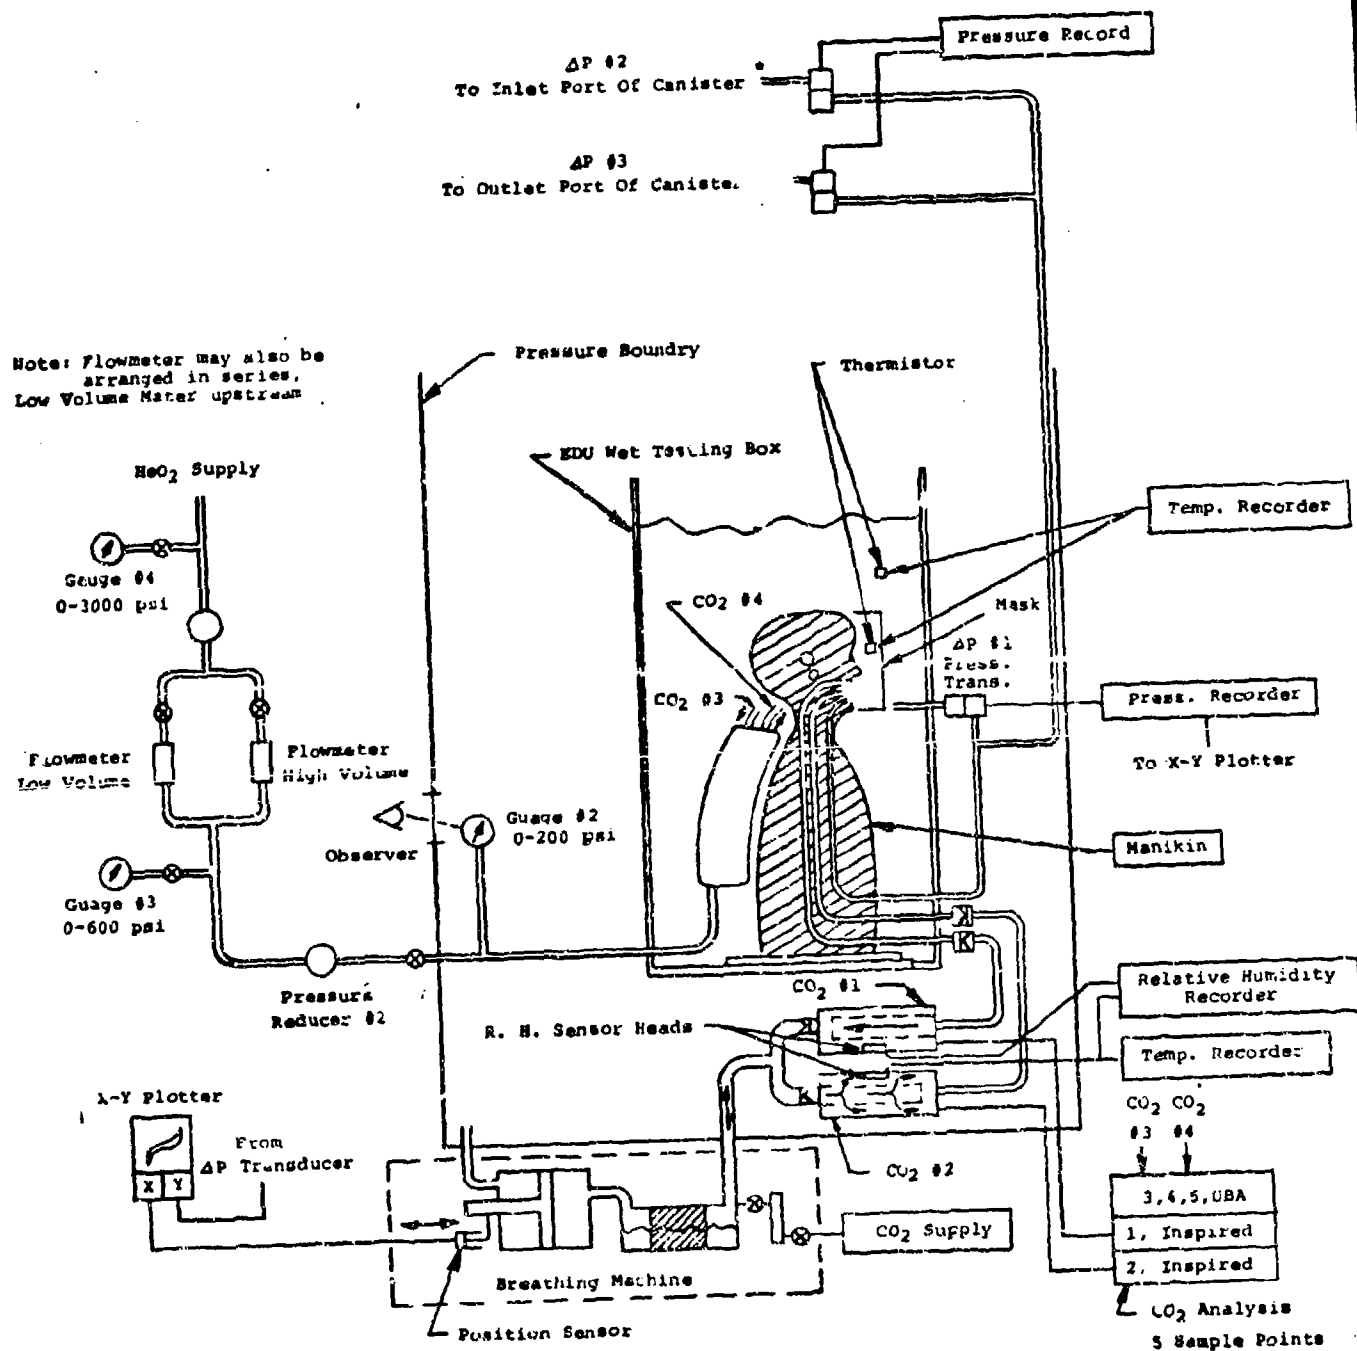 Pressure Record
ΔP #2
To Inlet Port Of Canister *
ΔP #3
To Outlet Port Of Caniste.
Note: Flowmeter may also be
arranged in series,
Low Volume Mater upstream
Pressure Boundry
Thermistor
EDU Wet Testing Box
HeO2 Supply
Temp. Recorder
Gauge #4
0-3000 psi
CO2 #4
Mask
ΔP #1
Press.
Trans.
CO2 #3
Press. Recorder
Flowmeter
Low Volume
Flowmeter
High Volume
To X-Y Plotter
Guage #2
0-200 psi
Observer
Manikin
Guage #3
0-600 psi
Pressure
Reducer #2
CO2 #1
Relative Humidity
Recorder
R. H. Sensor Heads
Temp. Recorder
X-Y Plotter
CO2 CO2
#3 #4
From
ΔP Transducer
X Y
CO2 #2
3,4,5,UBA
1, Inspired
2, Inspired
CO2 Supply
Breathing Machine
Position Sensor
CO2 Analysis
5 Sample Points